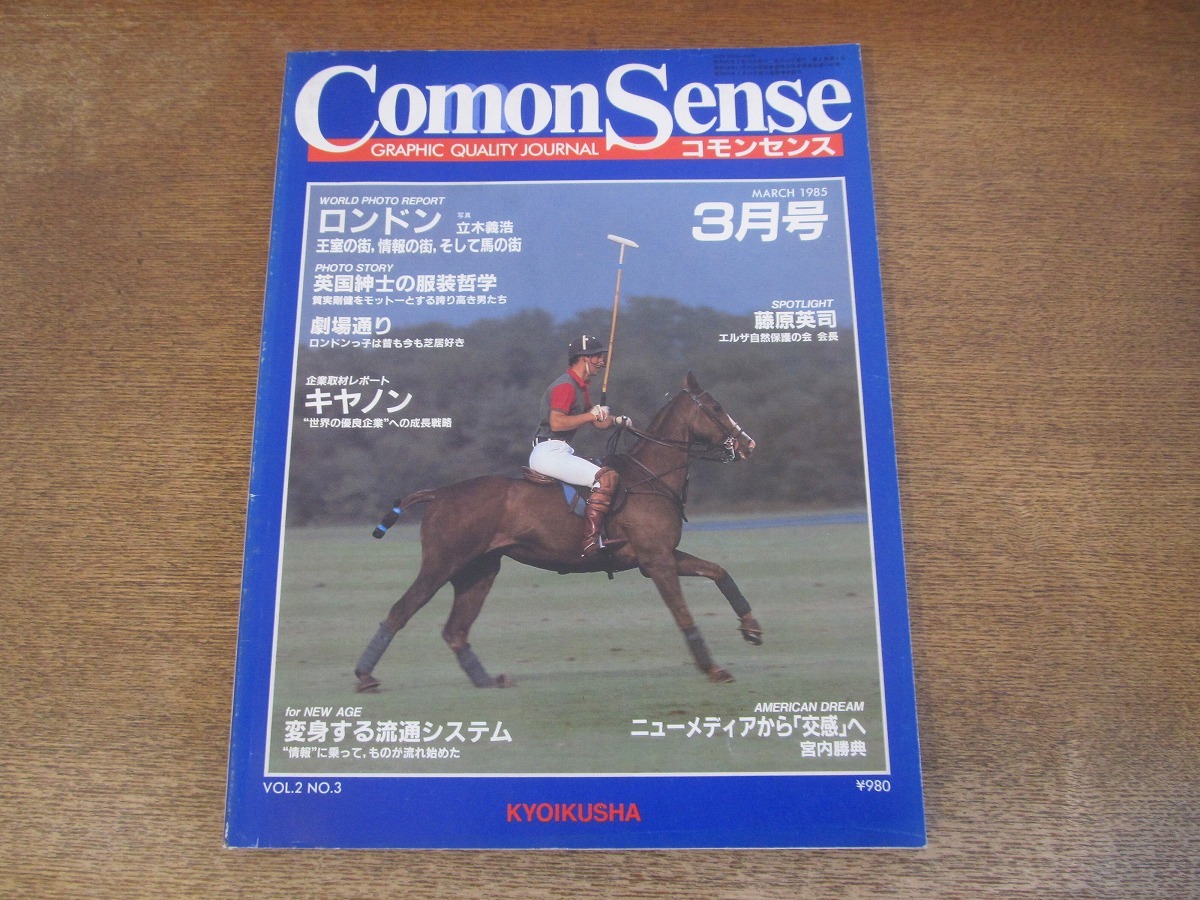 ComonSense
GRAPHIC QUALITY JOURNAL コモンセンス
MARCH 1985
3月号
WORLD PHOTO REPORT
ロンドン 写真 立木義浩
王室の街,情報の街,そして馬の街
PHOTO STORY
英国紳士の服装哲学
質実剛健をモットーとする誇り高き男たち
劇場通り
ロンドンっ子は昔も今も芝居好き
企業取材レポート
キヤノン
“世界の優良企業”への成長戦略
SPOTLIGHT
藤原英司
エルザ自然保護の会 会長
for NEW AGE
変身する流通システム
“情報”に乗って,ものが流れ始めた
AMERICAN DREAM
ニューメディアから「交感」へ
宮内勝典
VOL.2 NO.3
¥980
KYOIKUSHA